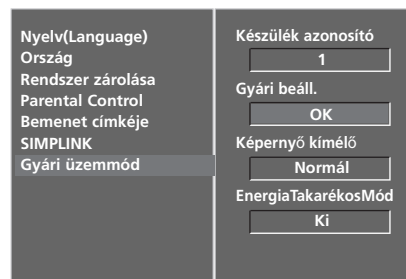 Nyelv(Language)
Ország
Rendszer zárolása
Parental Control
Bemenet címkéje
SIMPLINK
Gyári üzemmód
Készülék azonosító
1
Gyári beáll.
OK
Képernyő kímélő
Normál
EnergiaTakarékosMód
Ki